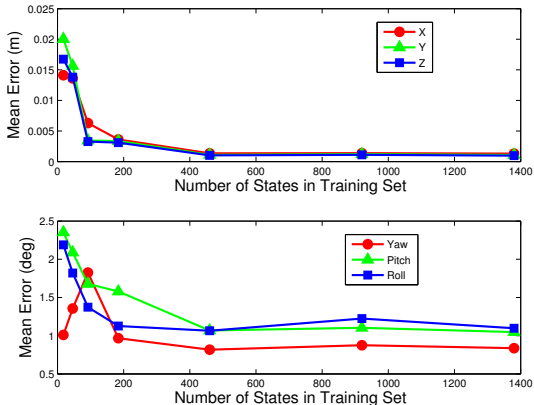 0.025
0.02
0.015
0.01
0.005
0
Mean Error (m)
X
Y
Z
0 200 400 600 800 1000 1200 1400
Number of States in Training Set
2.5
2
1.5
1
0.5
Mean Error (deg)
Yaw
Pitch
Roll
0 200 400 600 800 1000 1200 1400
Number of States in Training Set